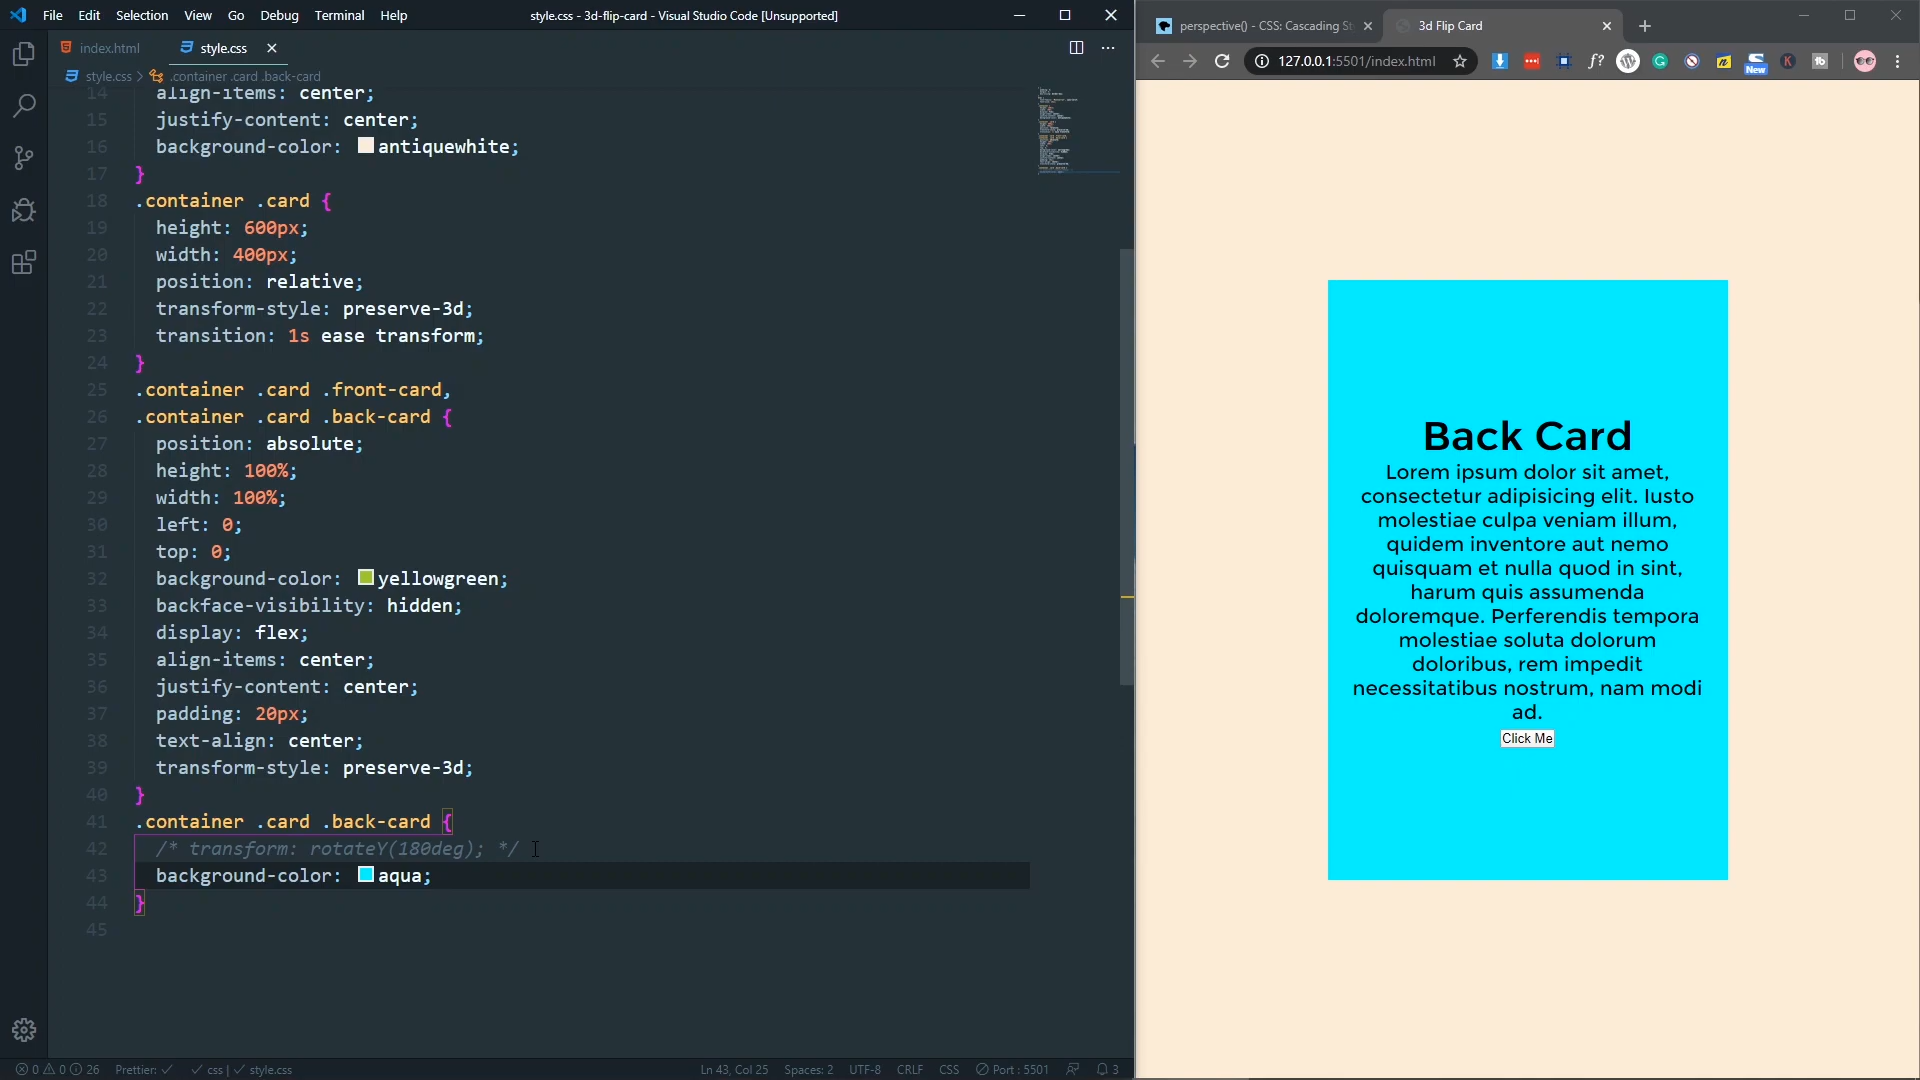 File Edit Selection View Go Debug Terminal Help
style.css - 3d-flip-card - Visual Studio Code [Unsupported]
index.html
style.css
style.css > .container .card .back-card
14 align-items: center;
15 justify-content: center;
16 background-color: antiquewhite;
17 }
18 .container .card {
19 height: 600px;
20 width: 400px;
21 position: relative;
22 transform-style: preserve-3d;
23 transition: 1s ease transform;
24 }
25 .container .card .front-card,
26 .container .card .back-card {
27 position: absolute;
28 height: 100%;
29 width: 100%;
30 left: 0;
31 top: 0;
32 background-color: yellowgreen;
33 backface-visibility: hidden;
34 display: flex;
35 align-items: center;
36 justify-content: center;
37 padding: 20px;
38 text-align: center;
39 transform-style: preserve-3d;
40 }
41 .container .card .back-card {
42 /* transform: rotateY(180deg); */
43 background-color: aqua;
44 }
45
0 0 26 Prettier: ✓ ✓ css | ✓ style.css
Ln 43, Col 25 Spaces: 2 UTF-8 CRLF CSS Port : 5501 3
perspective() - CSS: Cascading St
3d Flip Card
127.0.0.1:5501/index.html
f?
New
Back Card
Lorem ipsum dolor sit amet,
consectetur adipisicing elit. Iusto
molestiae culpa veniam illum,
quidem inventore aut nemo
quisquam et nulla quod in sint,
harum quis assumenda
doloremque. Perferendis tempora
molestiae soluta dolorum
doloribus, rem impedit
necessitatibus nostrum, nam modi
ad.
Click Me